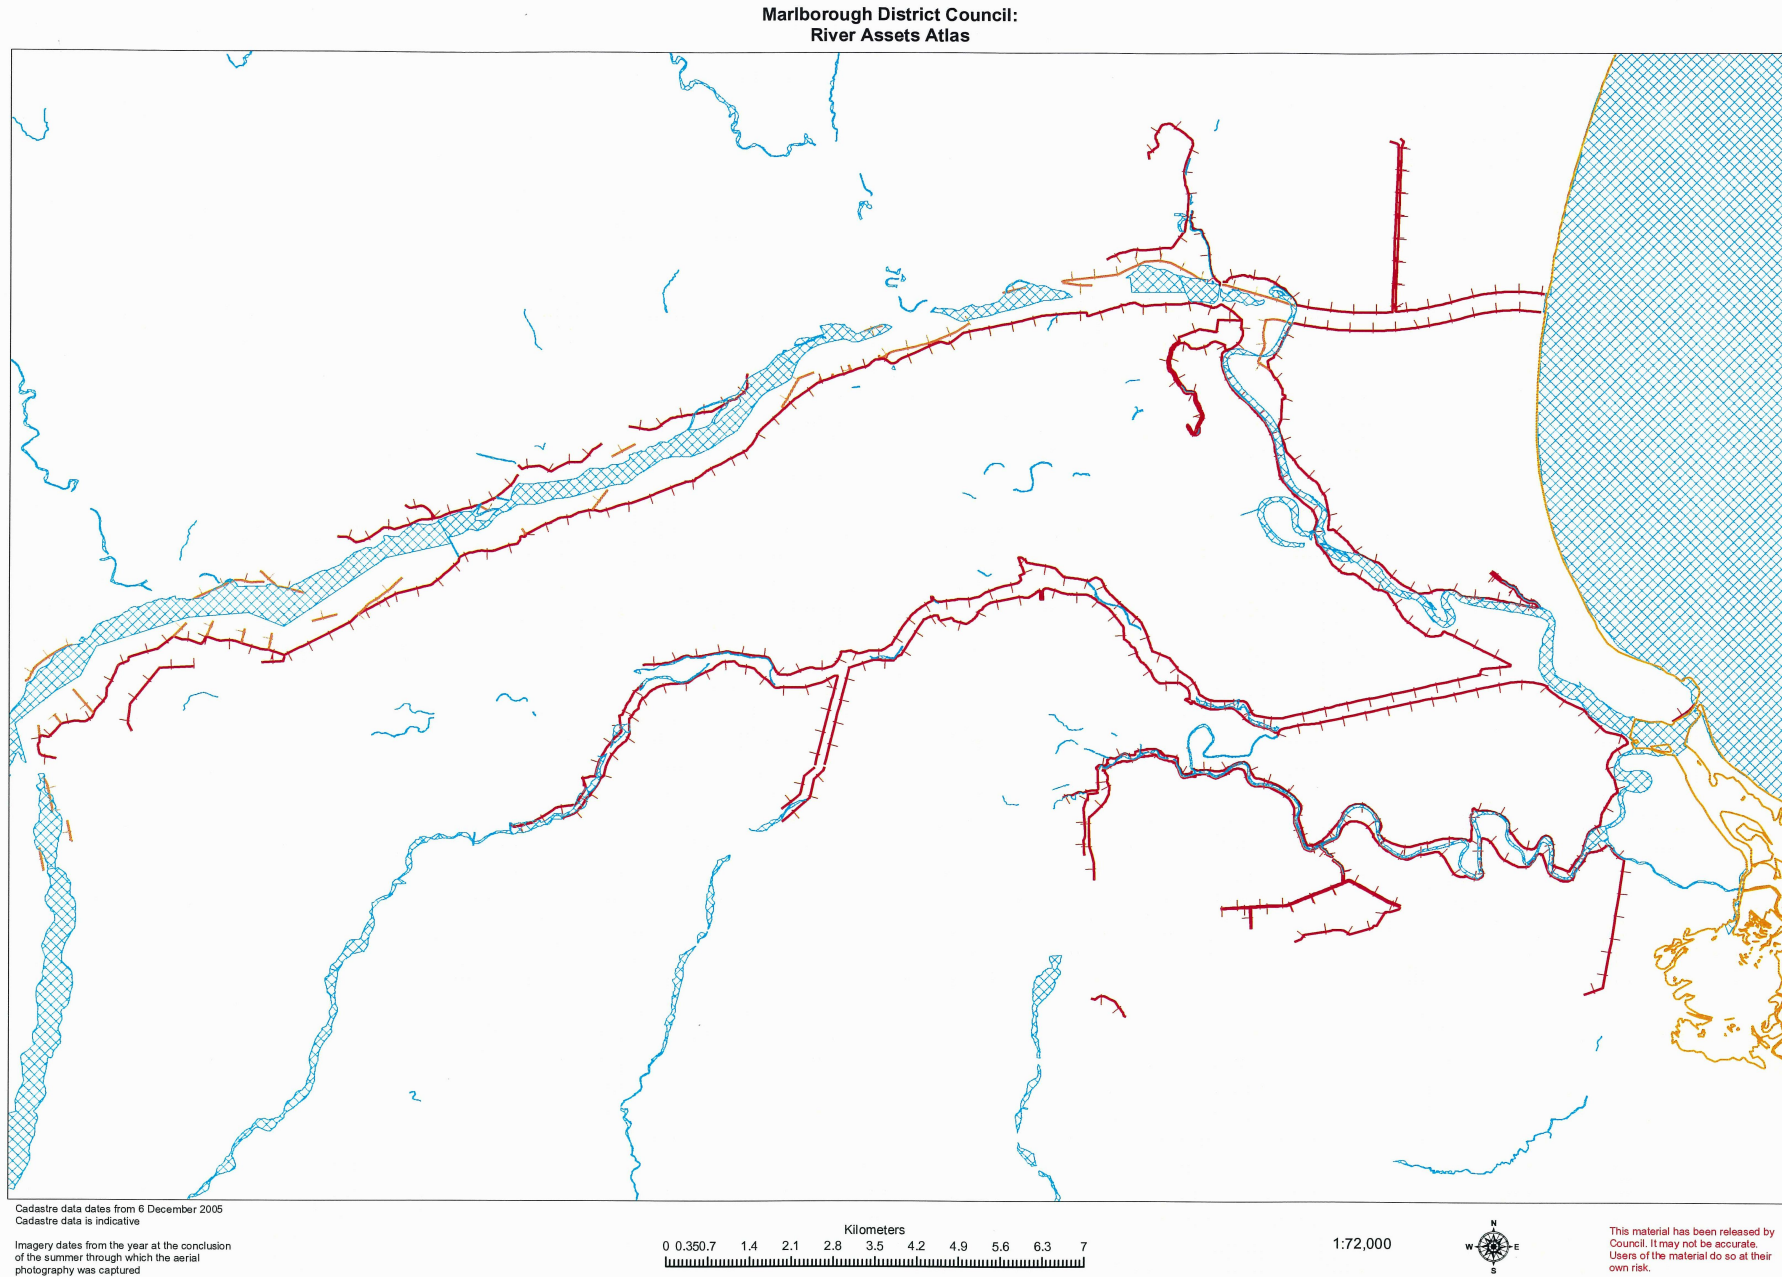 Marlborough District Council:
River Assets Atlas
Cadastre data dates from 6 December 2005
Cadastre data is indicative
Imagery dates from the year at the conclusion
of the summer through which the aerial
photography was captured
Kilometers
0 0.350.7 1.4 2.1 2.8 3.5 4.2 4.9 5.6 6.3 7
1:72,000
N
W E
S
This material has been released by
Council. It may not be accurate.
Users of the material do so at their
own risk.